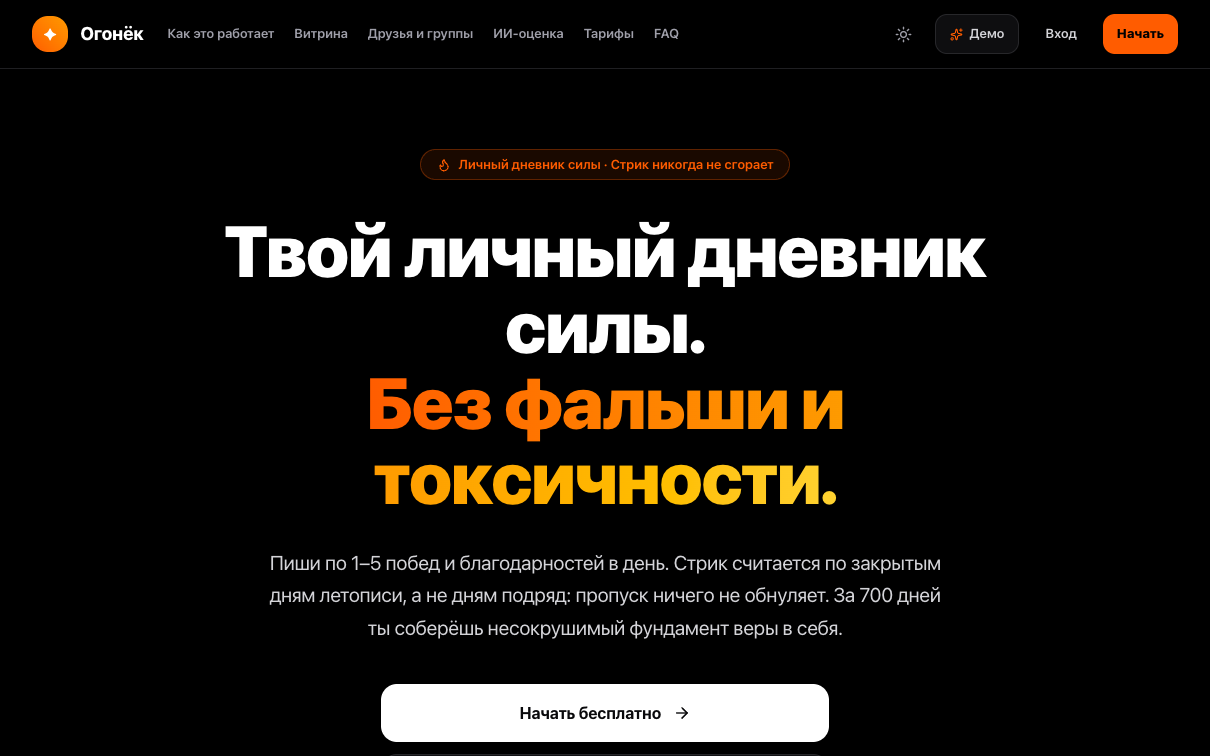 Огонёк
Как это работает
Витрина
Друзья и группы
ИИ-оценка
Тарифы
FAQ
Демо
Вход
Начать
Личный дневник силы · Стрик никогда не сгорает
Твой личный дневник
силы.
Без фальши и
токсичности.
Пиши по 1–5 побед и благодарностей в день. Стрик считается по закрытым
дням летописи, а не дням подряд: пропуск ничего не обнуляет. За 700 дней
ты соберёшь несокрушимый фундамент веры в себя.
Начать бесплатно